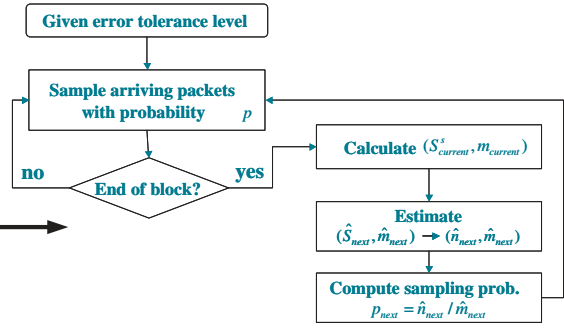 Given error tolerance level
Sample arriving packets
with probability p
no
yes
End of block?
Calculate (S^s_current, m_current)
Estimate
(Ŝ_next, m̂_next) → (n̂_next, m̂_next)
Compute sampling prob.
p_next = n̂_next / m̂_next